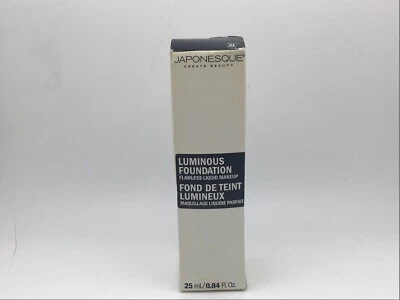 JAPONESQUE®
CREATE BEAUTY
LUMINOUS
FOUNDATION
FLAWLESS LIQUID MAKEUP
FOND DE TEINT
LUMINEUX
MAQUILLAGE LIQUIDE PARFAIT
25 mL/0.84 Fl. Oz.